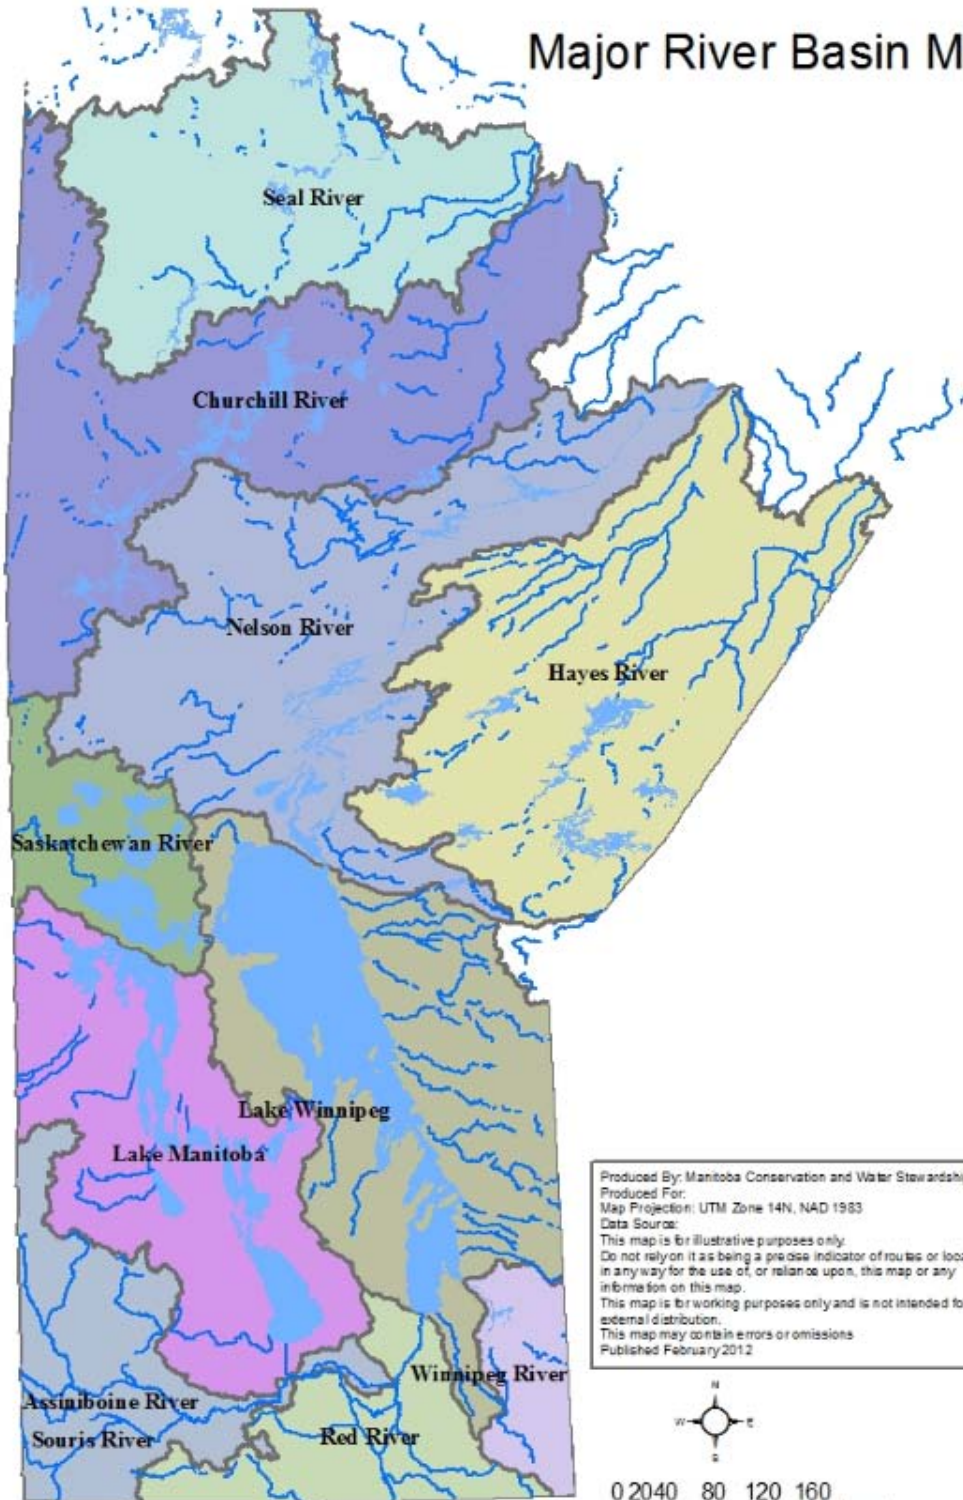 Major River Basin M
Seal River
Churchill River
Nelson River
Hayes River
Saskatchewan River
Lake Winnipeg
Lake Manitoba
Produced By: Manitoba Conservation and Water Stewardshi
Produced For:
Map Projection: UTM Zone 14N, NAD 1983
Data Source:
This map is for illustrative purposes only.
Do not rely on it as being a precise indicator of routes or loca
in any way for the use of, or reliance upon, this map or any
information on this map.
This map is for working purposes only and is not intended fo
external distribution.
This map may contain errors or omissions
Published February 2012
Winnipeg River
Assiniboine River
Souris River
Red River
N
W E
S
0 20 40 80 120 160